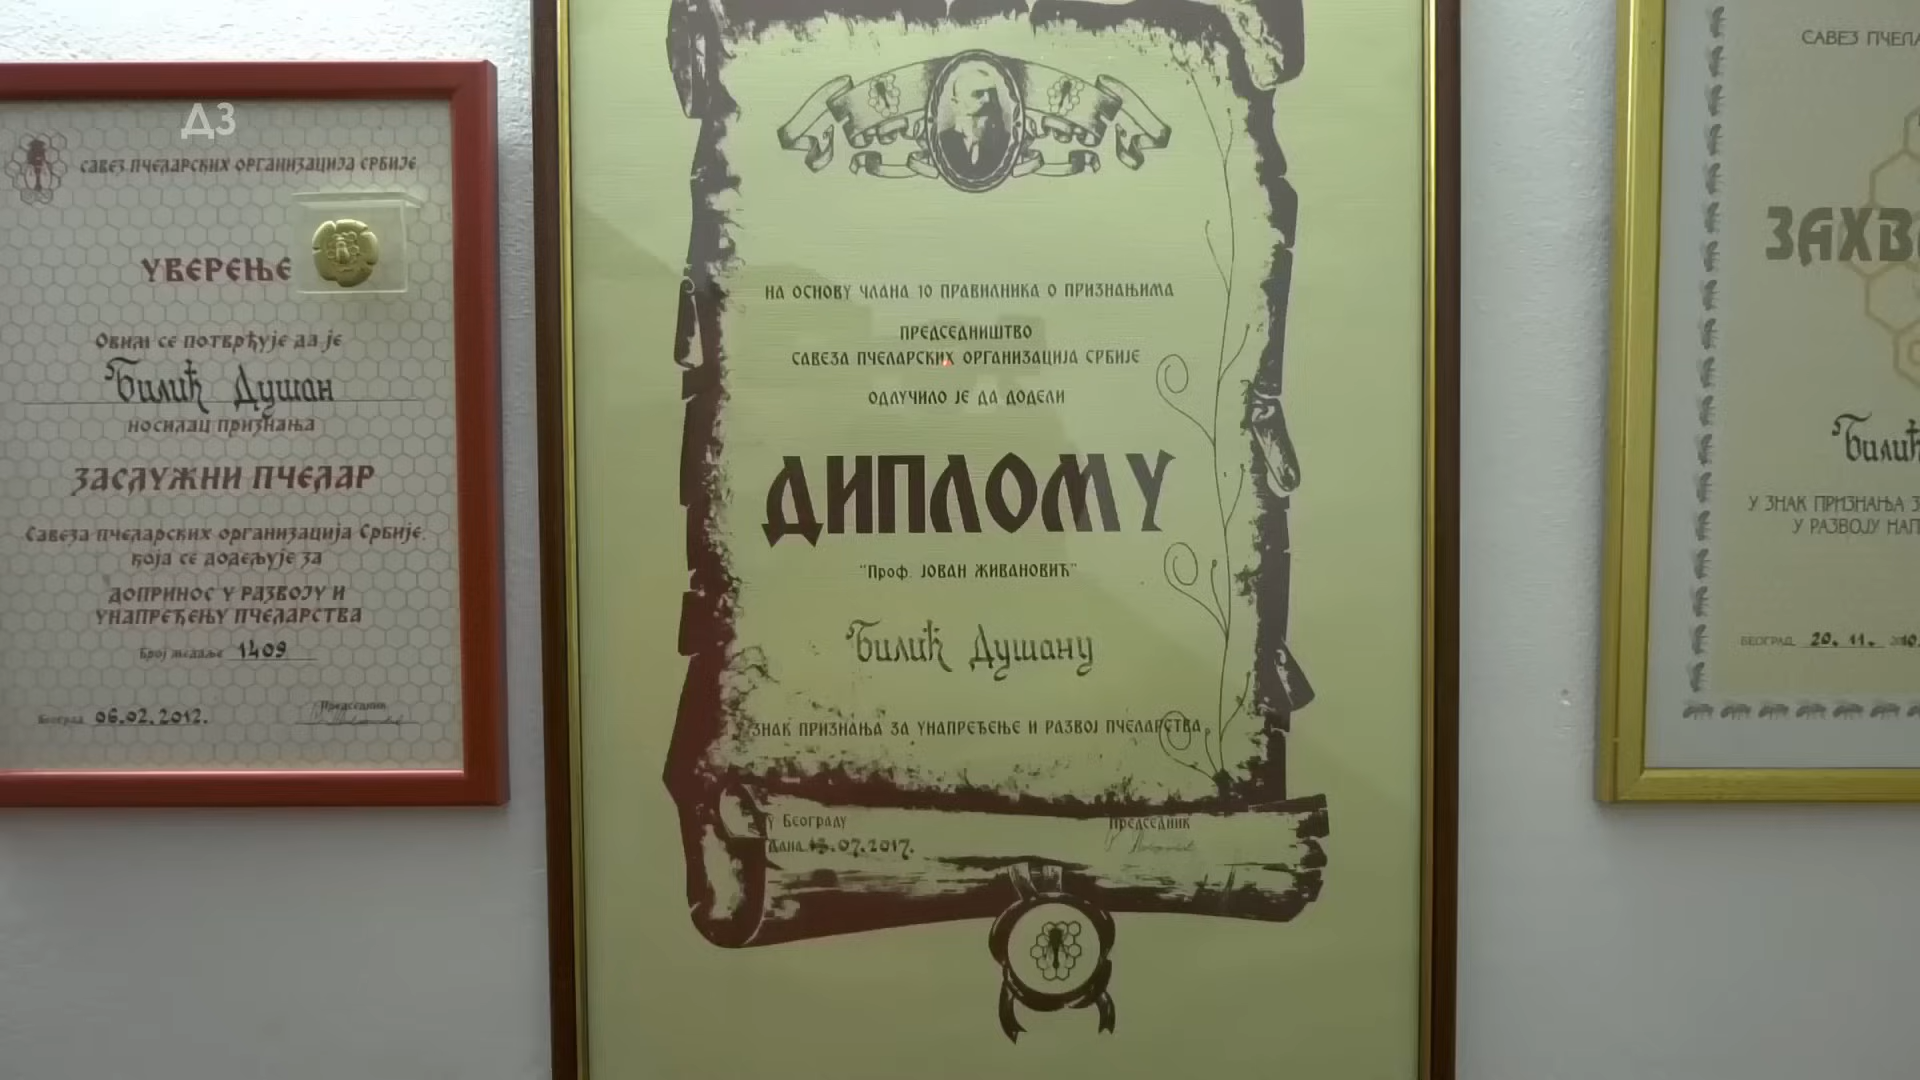 ДЗ
САВЕЗ ПЧЕЛАРСКИХ ОРГАНИЗАЦИЈА СРБИЈЕ
УВЕРЕЊЕ
Овим се потврђује да је
Билић Душан
носилац признања
ЗАСЛУЖНИ ПЧЕЛАР
Савеза пчеларских организација Србије
која се додељује за
ДОПРИНОС У РАЗВОЈУ И
УНАПРЕЂЕЊУ ПЧЕЛАРСТВА
Број медаље 1409
Председник
Београд 06.02.2012.
НА ОСНОВУ ЧЛАНА 10 ПРАВИЛНИКА О ПРИЗНАЊИМА
ПРЕДСЕДНИШТВО
САВЕЗА ПЧЕЛАРСКИХ ОРГАНИЗАЦИЈА СРБИЈЕ
ОДЛУЧИЛО ЈЕ ДА ДОДЕЛИ
ДИПЛОМУ
"Проф. ЈОВАН ЖИВАНОВИЋ"
Билић Душану
ЗНАК ПРИЗНАЊА ЗА УНАПРЕЂЕЊЕ И РАЗВОЈ ПЧЕЛАРСТВА
У БЕОГРАДУ
ПРЕДСЕДНИК
ДАНА .07.2017.
САВЕЗ ПЧЕЛА
ЗАХВ
Билић
У ЗНАК ПРИЗНАЊА З
У РАЗВОЈУ НАП
БЕОГРАД 20. 11.